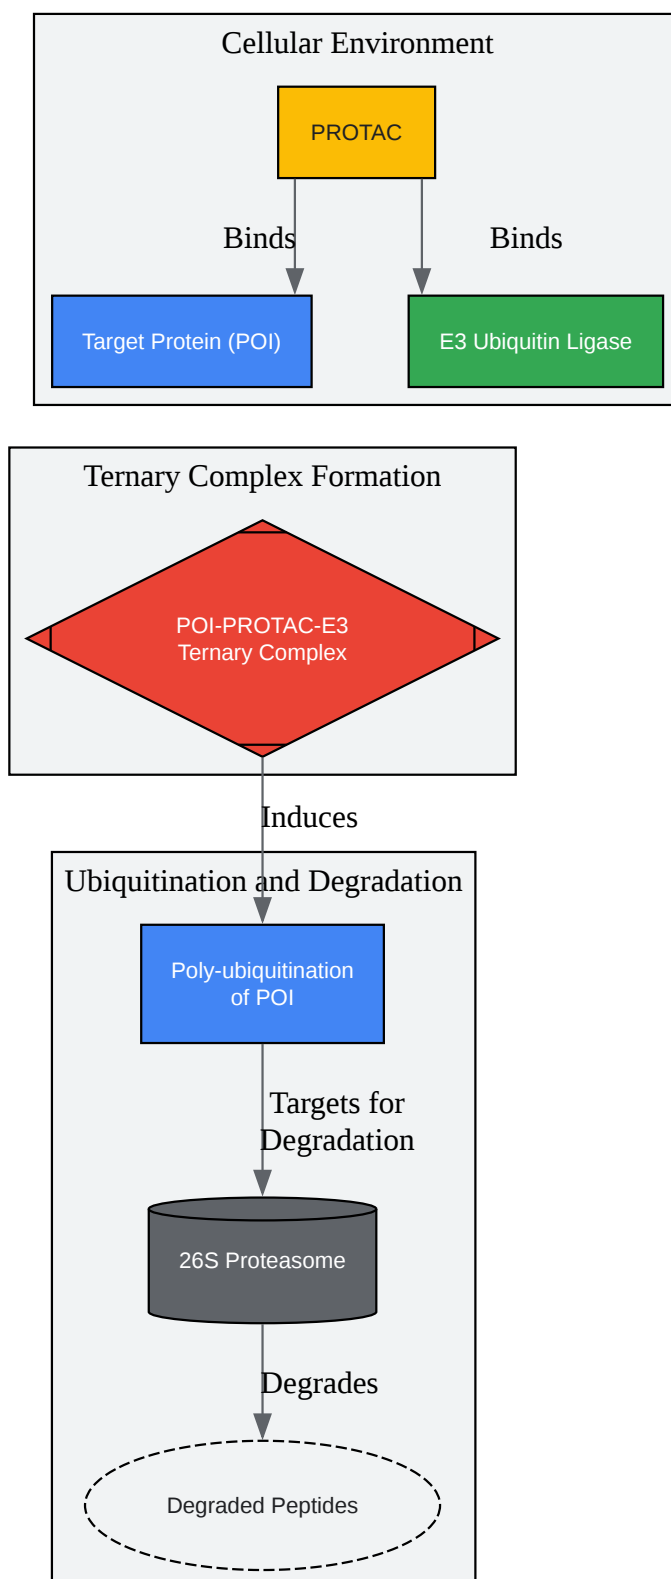 Cellular Environment
PROTAC
Binds
Binds
Target Protein (POI)
E3 Ubiquitin Ligase
Ternary Complex Formation
POI-PROTAC-E3
Ternary Complex
Induces
Ubiquitination and Degradation
Poly-ubiquitination
of POI
Targets for
Degradation
26S Proteasome
Degrades
Degraded Peptides